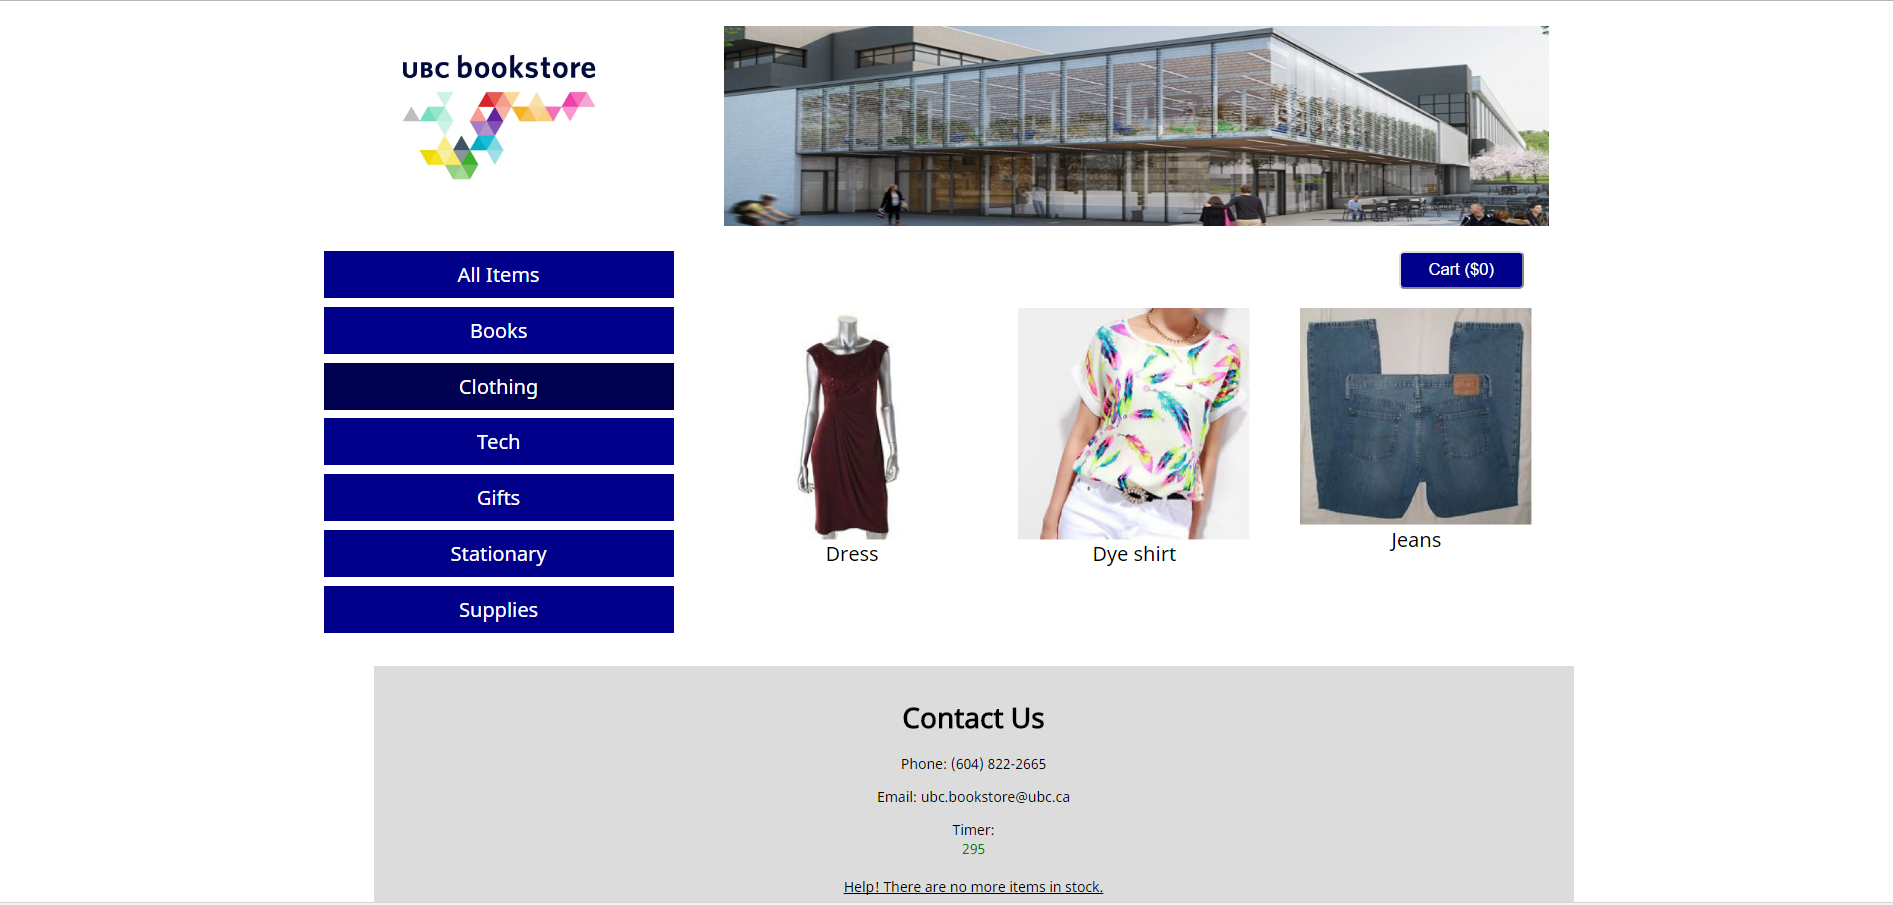 UBC bookstore
All Items
Books
Clothing
Tech
Gifts
Stationary
Supplies
Cart ($0)
Dress
Dye shirt
Jeans
Contact Us
Phone: (604) 822-2665
Email: ubc.bookstore@ubc.ca
Timer:
295
Help! There are no more items in stock.